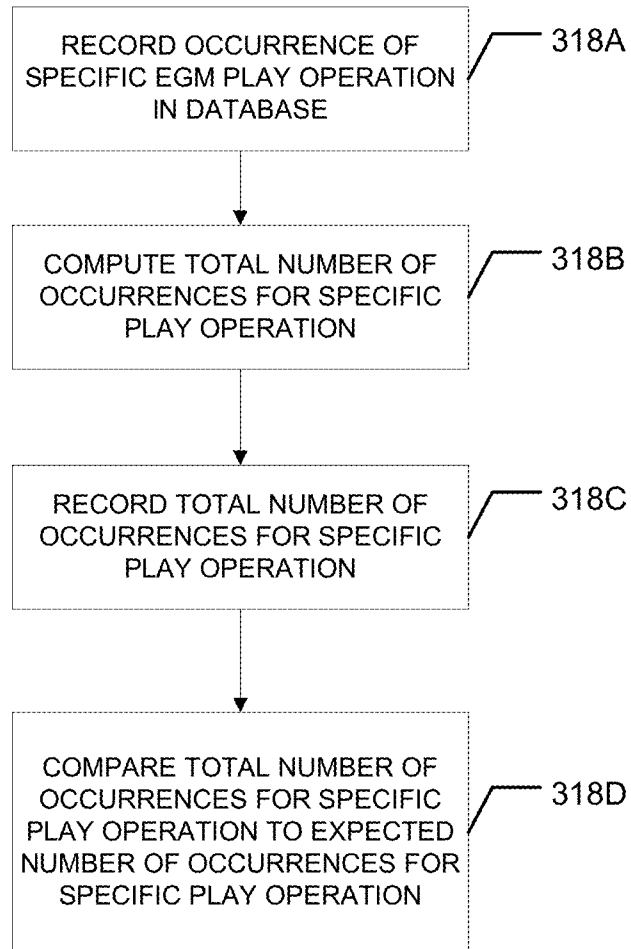 RECORD OCCURRENCE OF
SPECIFIC EGM PLAY OPERATION
IN DATABASE
318A
COMPUTE TOTAL NUMBER OF
OCCURRENCES FOR SPECIFIC
PLAY OPERATION
318B
RECORD TOTAL NUMBER OF
OCCURRENCES FOR SPECIFIC
PLAY OPERATION
318C
COMPARE TOTAL NUMBER OF
OCCURRENCES FOR SPECIFIC
PLAY OPERATION TO EXPECTED
NUMBER OF OCCURRENCES FOR
SPECIFIC PLAY OPERATION
318D